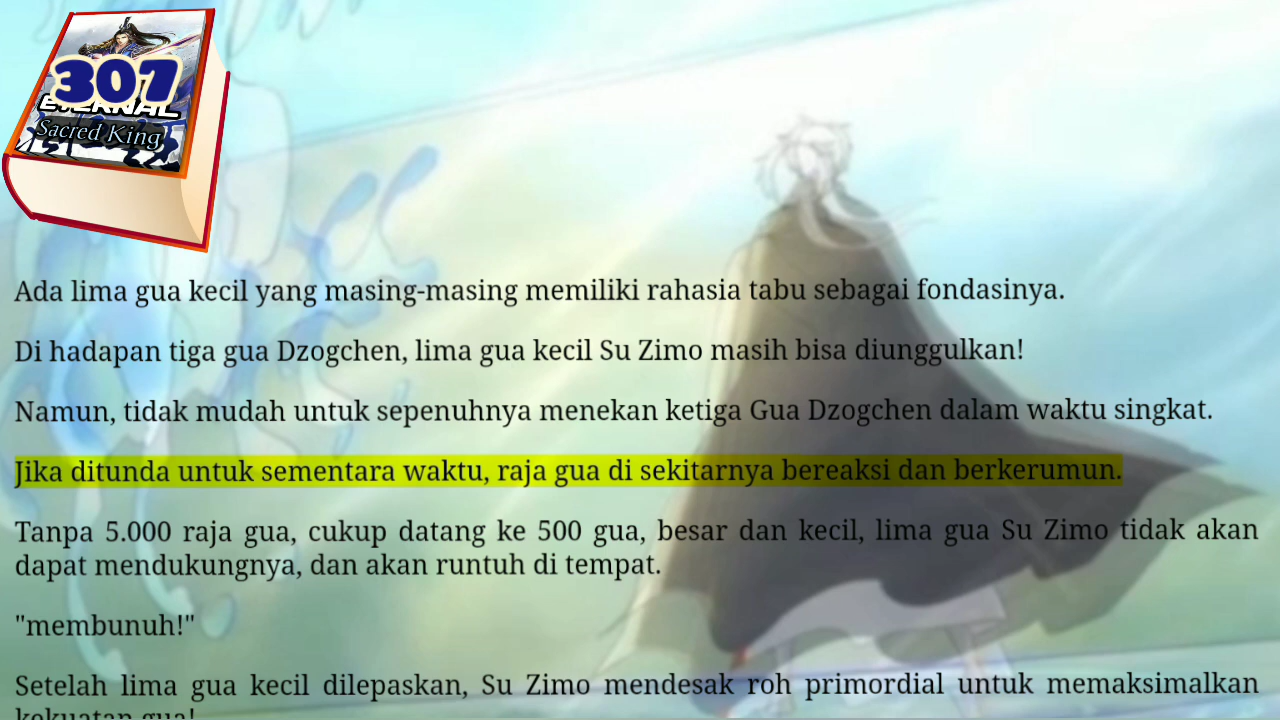 307
ETERNAL
Sacred King
Ada lima gua kecil yang masing-masing memiliki rahasia tabu sebagai fondasinya.
Di hadapan tiga gua Dzogchen, lima gua kecil Su Zimo masih bisa diunggulkan!
Namun, tidak mudah untuk sepenuhnya menekan ketiga Gua Dzogchen dalam waktu singkat.
Jika ditunda untuk sementara waktu, raja gua di sekitarnya bereaksi dan berkerumun.
Tanpa 5.000 raja gua, cukup datang ke 500 gua, besar dan kecil, lima gua Su Zimo tidak akan
dapat mendukungnya, dan akan runtuh di tempat.
"membunuh!"
Setelah lima gua kecil dilepaskan, Su Zimo mendesak roh primordial untuk memaksimalkan
kekuatan gua!